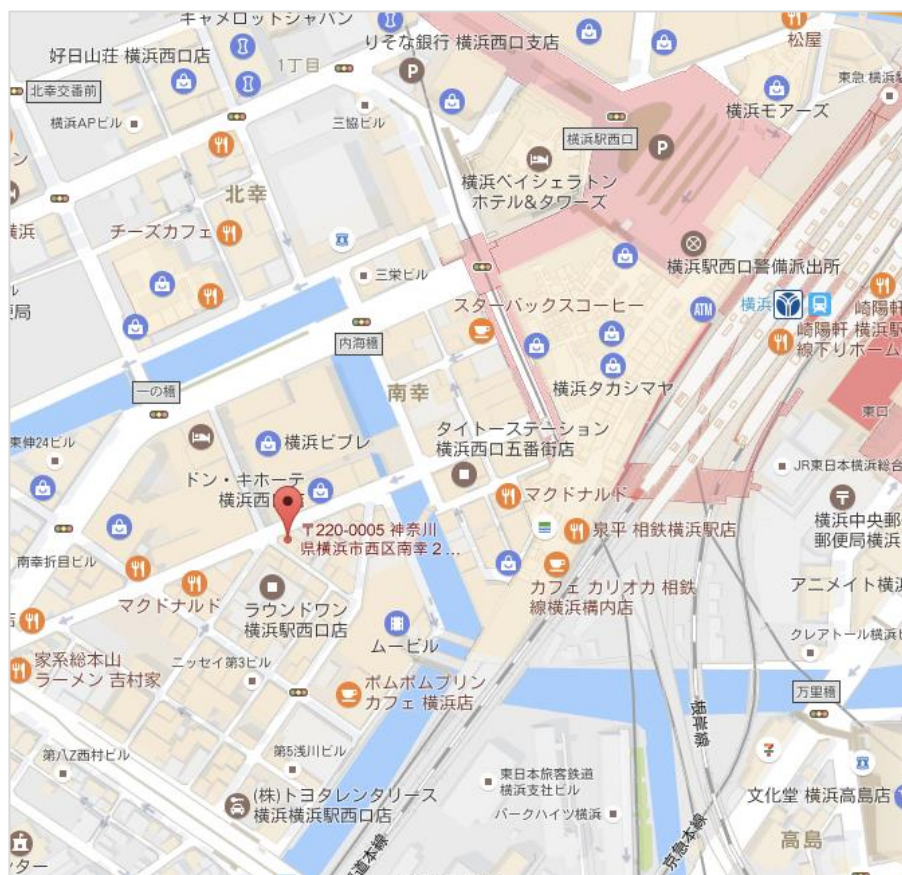 キャメロットジャパン
好日山荘 横浜西口店
りそな銀行 横浜西口支店
松屋
1丁目
北幸交番前
横浜APビル
三協ビル
横浜駅西口
横浜モアーズ
東急 横浜
横浜ベイシェラトン
ホテル&タワーズ
北幸
チーズカフェ
三栄ビル
横浜駅西口警備派出所
スターバックスコーヒー
ATM
横浜
崎陽軒
崎陽軒 横浜駅
線下りホーム
内海橋
一の橋
南幸
横浜タカシマヤ
東口
東伸24ビル
横浜ビブレ
タイトーステーション
横浜西口五番街店
ドン・キホーテ
横浜西
JR東日本横浜総合
マクドナルド
〒220-0005 神奈川
県横浜市西区南幸２...
泉平 相鉄横浜駅店
横浜中央郵
郵便局横浜
南幸折目ビル
マクドナルド
ラウンドワン
横浜駅西口店
カフェ カリオカ 相鉄
線横浜構内店
アニメイト横浜
ムービル
クレアトール横浜ビ
家系総本山
ラーメン 吉村家
ニッセイ第3ビル
ポムポムプリン
カフェ 横浜店
万里橋
根岸線
第八Z西村ビル
第5浅川ビル
東日本旅客鉄道
横浜支社ビル
パークハイツ横浜
文化堂 横浜高島店
(株)トヨタレンタリース
横浜横浜駅西口店
道本線
京急本線
高島
ター